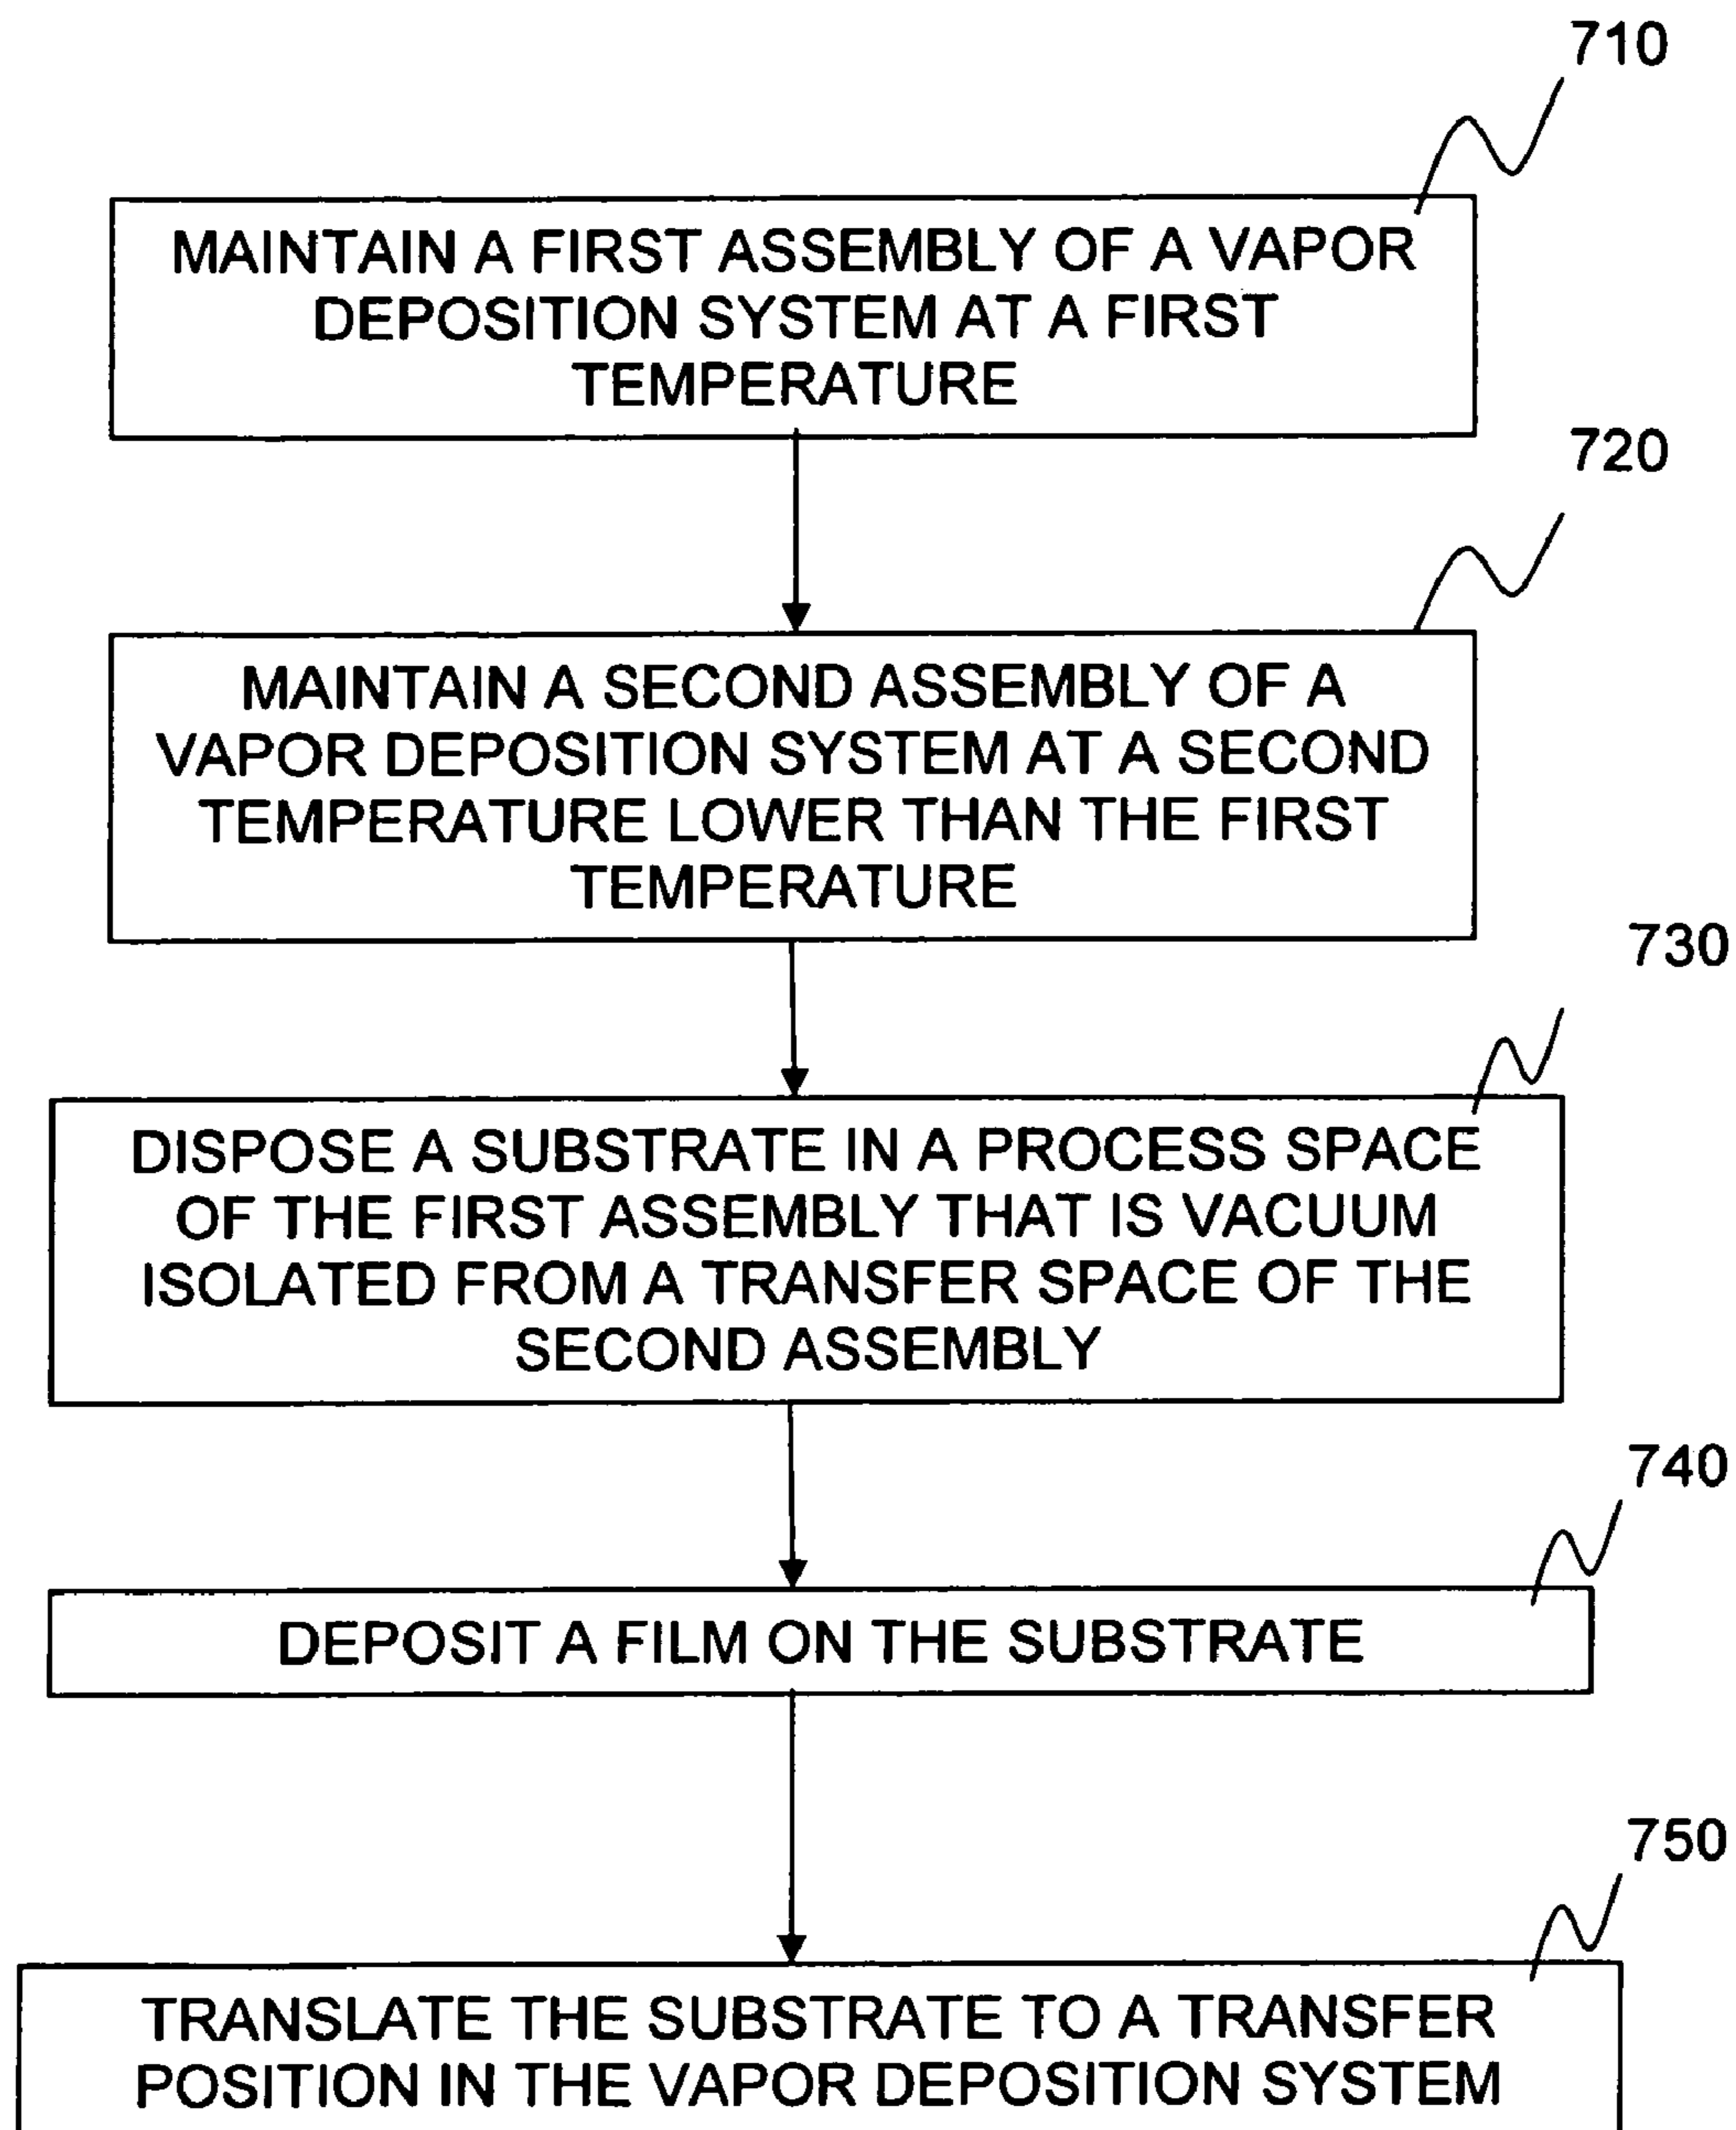 710
MAINTAIN A FIRST ASSEMBLY OF A VAPOR
DEPOSITION SYSTEM AT A FIRST
TEMPERATURE
720
MAINTAIN A SECOND ASSEMBLY OF A
VAPOR DEPOSITION SYSTEM AT A SECOND
TEMPERATURE LOWER THAN THE FIRST
TEMPERATURE
730
DISPOSE A SUBSTRATE IN A PROCESS SPACE
OF THE FIRST ASSEMBLY THAT IS VACUUM
ISOLATED FROM A TRANSFER SPACE OF THE
SECOND ASSEMBLY
740
DEPOSIT A FILM ON THE SUBSTRATE
750
TRANSLATE THE SUBSTRATE TO A TRANSFER
POSITION IN THE VAPOR DEPOSITION SYSTEM